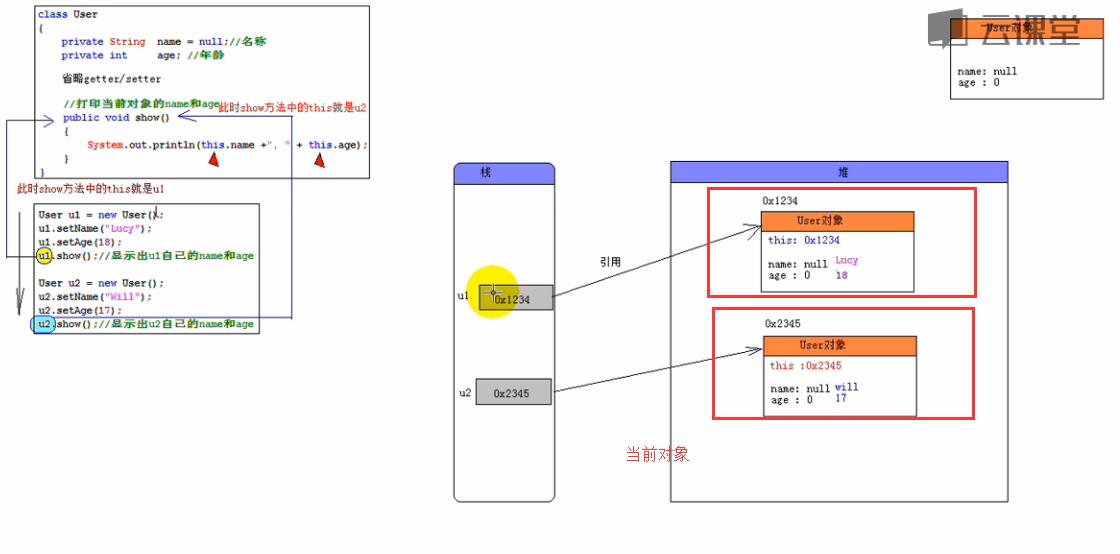 class User
{
private String name = null;//名称
private int age; //年龄
省略getter/setter
//打印当前对象的name和age
此时show方法中的this就是u2
public void show()
{
System.out.println(this.name +", " + this.age);
}
}
此时show方法中的this就是u1
User u1 = new User();
u1.setName("Lucy");
u1.setAge(18);
u1.show();//显示出u1自己的name和age
User u2 = new User();
u2.setName("Will");
u2.setAge(17);
u2.show();//显示出u2自己的name和age
云课堂
User对象
name: null
age : 0
栈
u1
0x1234
u2
0x2345
引用
堆
0x1234
User对象
this: 0x1234
name: null Lucy
age : 0 18
0x2345
User对象
this :0x2345
name: null will
age : 0 17
当前对象